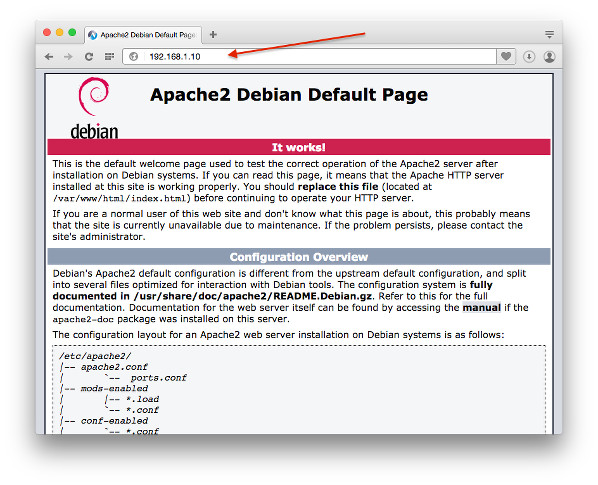 Apache2 Debian Default Page
192.168.1.10
debian
Apache2 Debian Default Page
It works!
This is the default welcome page used to test the correct operation of the Apache2 server after
installation on Debian systems. If you can read this page, it means that the Apache HTTP server
installed at this site is working properly. You should replace this file (located at
/var/www/html/index.html) before continuing to operate your HTTP server.
If you are a normal user of this web site and don't know what this page is about, this probably means
that the site is currently unavailable due to maintenance. If the problem persists, please contact the
site's administrator.
Configuration Overview
Debian's Apache2 default configuration is different from the upstream default configuration, and split
into several files optimized for interaction with Debian tools. The configuration system is fully
documented in /usr/share/doc/apache2/README.Debian.gz. Refer to this for the full
documentation. Documentation for the web server itself can be found by accessing the manual if the
apache2-doc package was installed on this server.
The configuration layout for an Apache2 web server installation on Debian systems is as follows:
/etc/apache2/
|-- apache2.conf
|       `--  ports.conf
|-- mods-enabled
|       |-- *.load
|       `-- *.conf
|-- conf-enabled
|       `-- *.conf